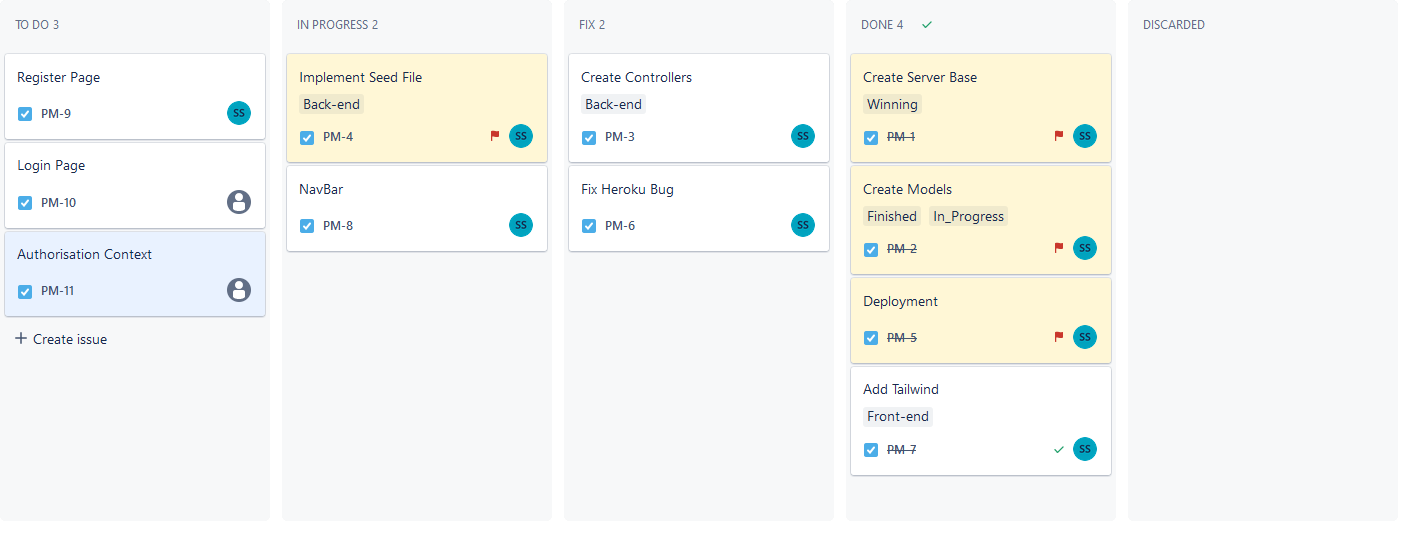 TO DO 3
Register Page
PM-9
SS
Login Page
PM-10
Authorisation Context
PM-11
Create issue
IN PROGRESS 2
Implement Seed File
Back-end
PM-4
SS
NavBar
PM-8
SS
FIX 2
Create Controllers
Back-end
PM-3
SS
Fix Heroku Bug
PM-6
SS
DONE 4
Create Server Base
Winning
PM-1
SS
Create Models
Finished In_Progress
PM-2
SS
Deployment
PM-5
SS
Add Tailwind
Front-end
PM-7
SS
DISCARDED